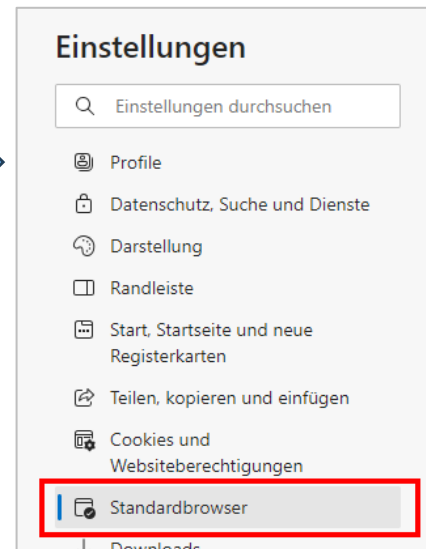 Einstellungen
Einstellungen durchsuchen
Profile
Datenschutz, Suche und Dienste
Darstellung
Randleiste
Start, Startseite und neue
Registerkarten
Teilen, kopieren und einfügen
Cookies und
Websiteberechtigungen
Standardbrowser
Downloads